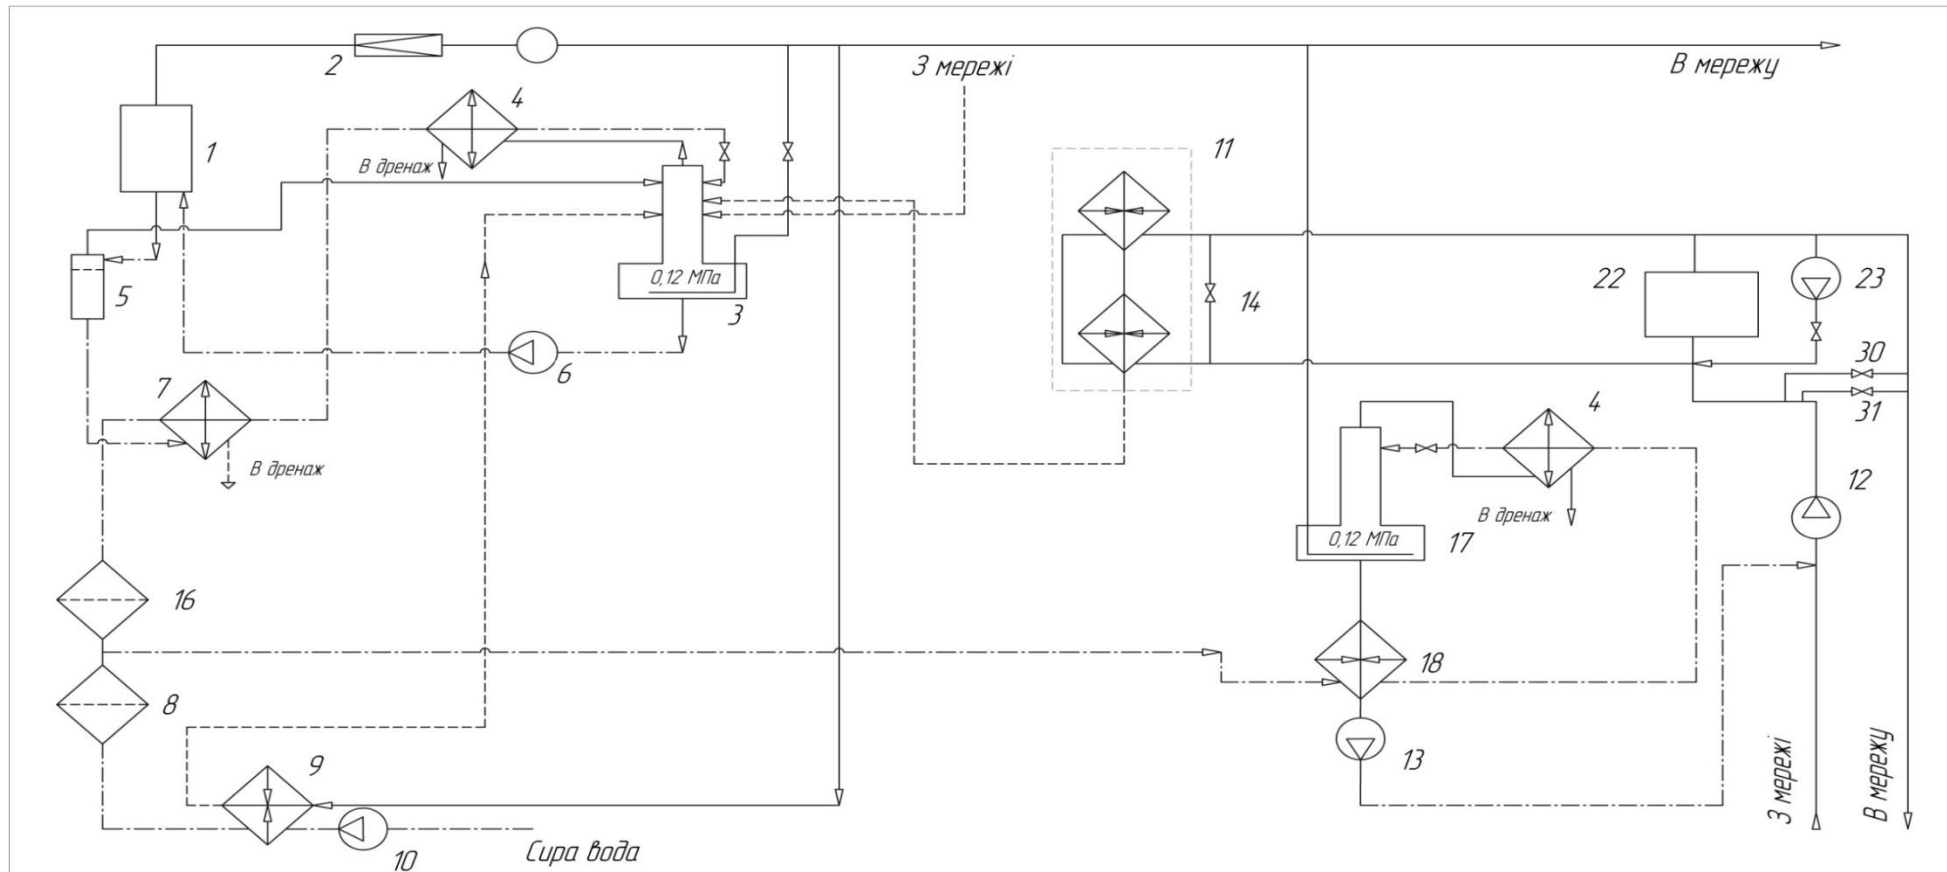 2
З мережі
В мережу
4
1
В дренаж
11
0,12 МПа
22
23
5
3
14
6
30
7
4
31
В дренаж
12
В дренаж
0,12 МПа
17
16
18
8
13
9
З мережі
В мережу
10
Сира вода